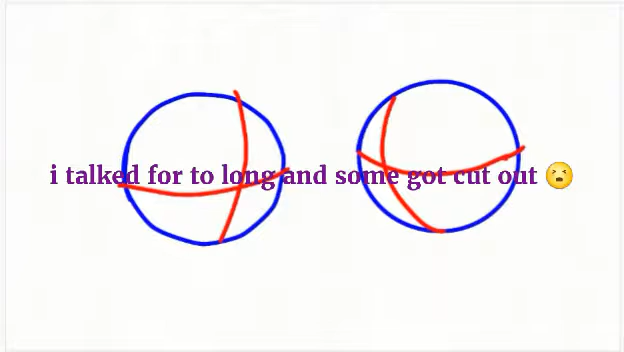 i talked for to long and some got cut out 😫